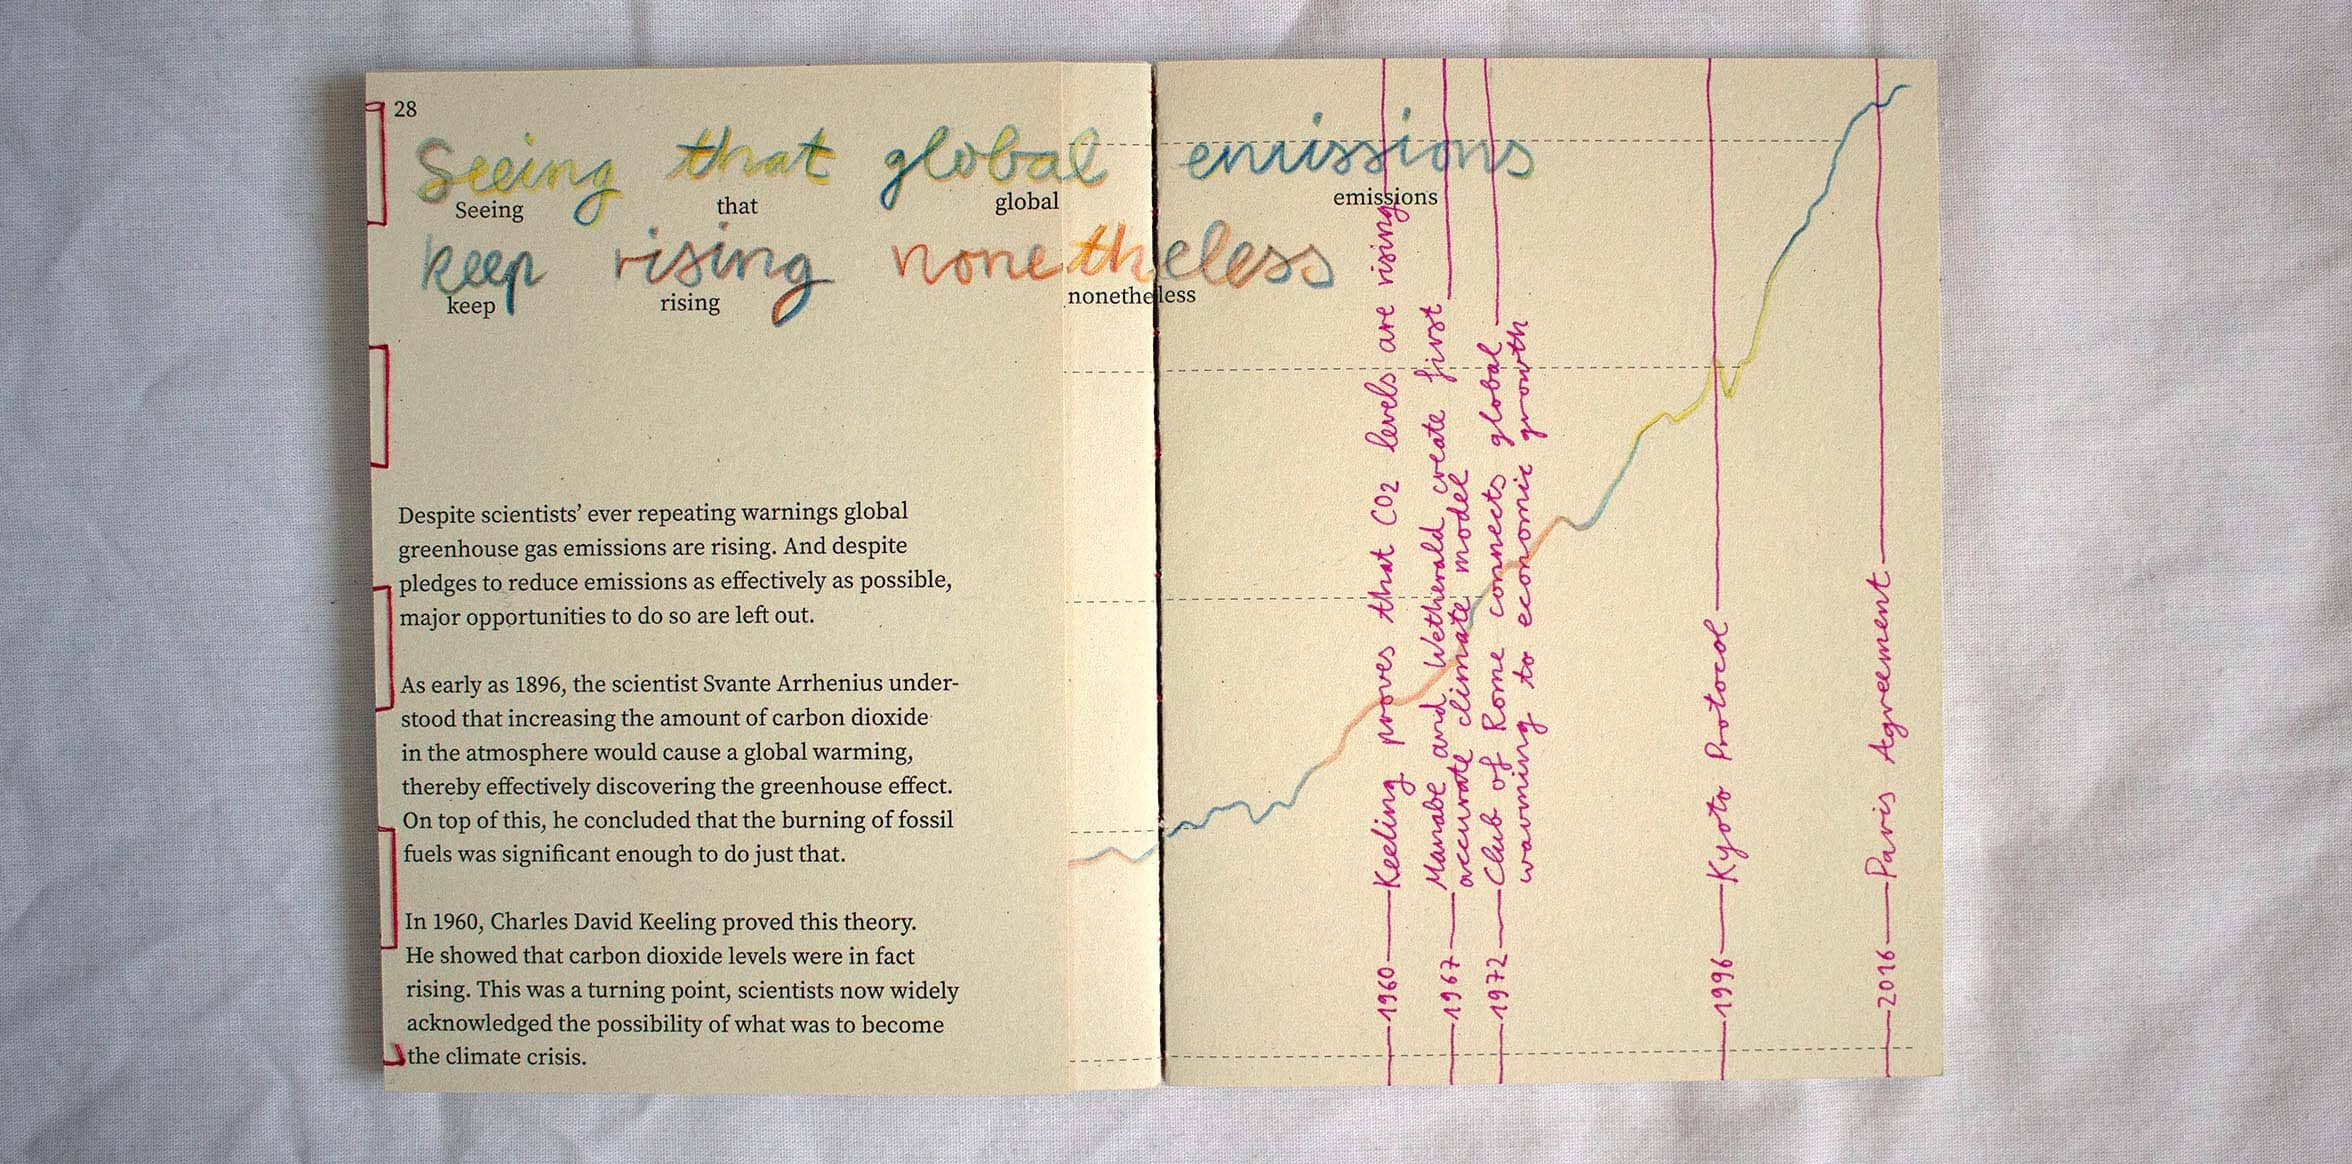 28
Seeing that global emissions
Seeing that global emissions
keep rising nonetheless
keep rising nonetheless
Despite scientists’ ever repeating warnings global
greenhouse gas emissions are rising. And despite
pledges to reduce emissions as effectively as possible,
major opportunities to do so are left out.
As early as 1896, the scientist Svante Arrhenius under-
stood that increasing the amount of carbon dioxide
in the atmosphere would cause a global warming,
thereby effectively discovering the greenhouse effect.
On top of this, he concluded that the burning of fossil
fuels was significant enough to do just that.
In 1960, Charles David Keeling proved this theory.
He showed that carbon dioxide levels were in fact
rising. This was a turning point, scientists now widely
acknowledged the possibility of what was to become
the climate crisis.
1960 Keeling proves that CO2 levels are rising
1967 Manabe and Wetherald create first
accurate climate model
1972 Club of Rome connects global
warming to economic growth
1996 Kyoto Protocol
2016 Paris Agreement